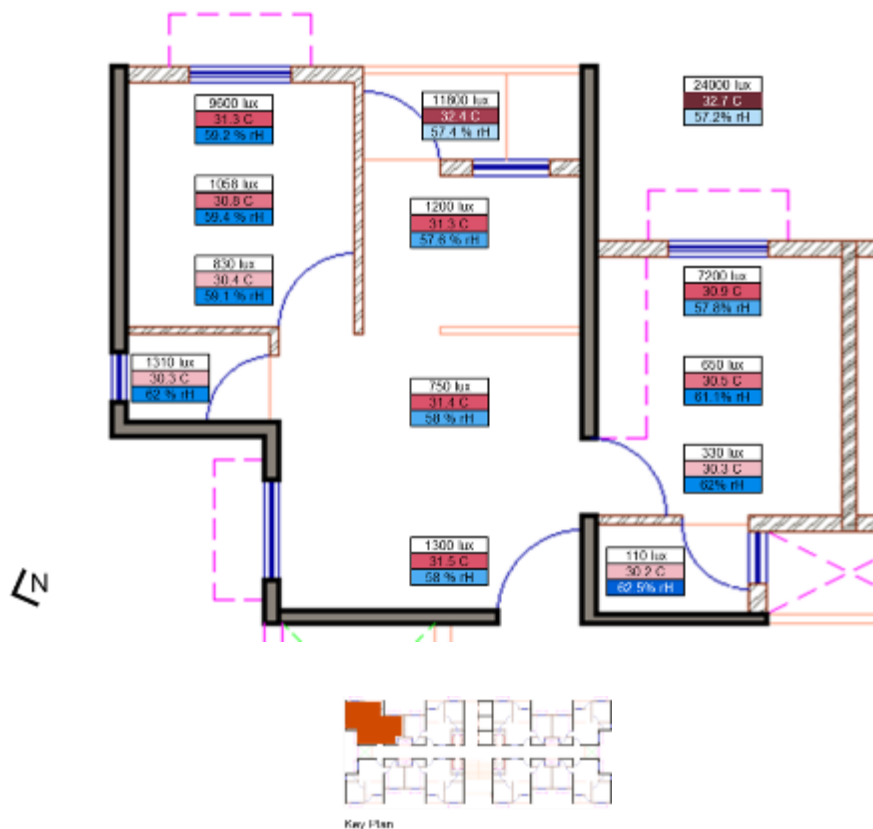 9600 lux
31.3 C
59.2 % rH
11800 lux
32.4 C
57.4 % rH
24000 lux
32.7 C
57.2% rH
1058 lux
30.8 C
59.4 % rH
1200 lux
31.3 C
57.6 % rH
830 lux
30.4 C
59.1 % rH
7200 lux
30.9 C
57.8% rH
1310 lux
30.3 C
62 % rH
750 lux
31.4 C
58 % rH
650 lux
30.5 C
61.1% rH
330 lux
30.3 C
62% rH
1300 lux
31.5 C
58 % rH
110 lux
30.2 C
62.5% rH
N
Key Plan